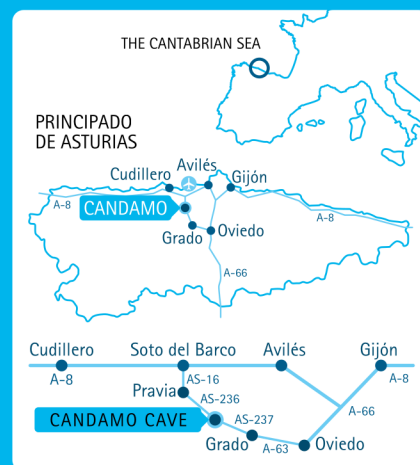 THE CANTABRIAN SEA
PRINCIPADO
DE ASTURIAS
Cudillero
Avilés
Gijón
A-8
CANDAMO
A-8
Grado
Oviedo
A-66
Cudillero
Soto del Barco
Avilés
Gijón
A-8
AS-16
A-8
Pravia
AS-236
A-66
CANDAMO CAVE
AS-237
Grado
A-63
Oviedo